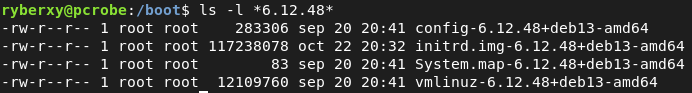 ryberxy@pcrobe:/boot$ ls -l *6.12.48*
-rw-r--r-- 1 root root    283306 sep 20 20:41 config-6.12.48+deb13-amd64
-rw-r--r-- 1 root root 117238078 oct 22 20:32 initrd.img-6.12.48+deb13-amd64
-rw-r--r-- 1 root root        83 sep 20 20:41 System.map-6.12.48+deb13-amd64
-rw-r--r-- 1 root root  12109760 sep 20 20:41 vmlinuz-6.12.48+deb13-amd64